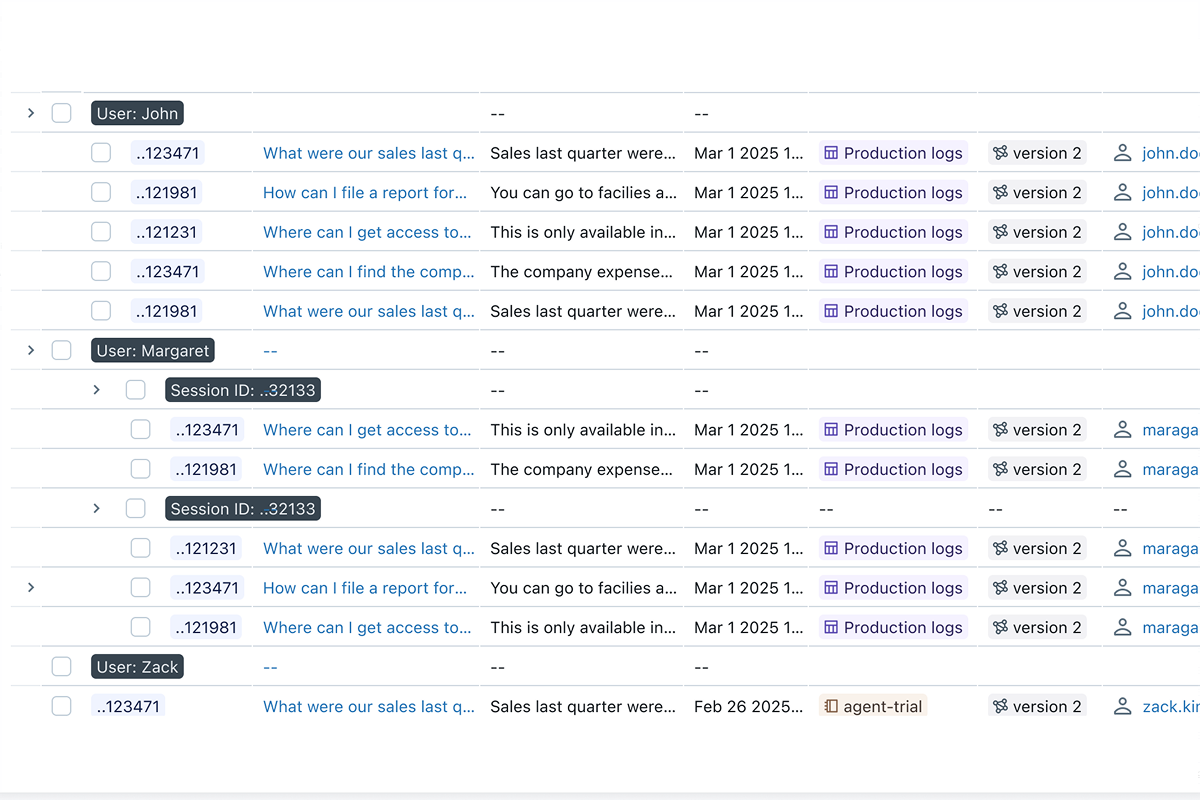 User: John -- --
..123471 What were our sales last q... Sales last quarter were... Mar 1 2025 1... Production logs version 2 john.do
..121981 How can I file a report for... You can go to facilies a... Mar 1 2025 1... Production logs version 2 john.do
..121231 Where can I get access to... This is only available in... Mar 1 2025 1... Production logs version 2 john.do
..123471 Where can I find the comp... The company expense... Mar 1 2025 1... Production logs version 2 john.do
..121981 What were our sales last q... Sales last quarter were... Mar 1 2025 1... Production logs version 2 john.do
User: Margaret -- -- --
Session ID: ..32133 -- --
..123471 Where can I get access to... This is only available in... Mar 1 2025 1... Production logs version 2 maraga
..121981 Where can I find the comp... The company expense... Mar 1 2025 1... Production logs version 2 maraga
Session ID: ..32133 -- -- -- -- --
..121231 What were our sales last q... Sales last quarter were... Mar 1 2025 1... Production logs version 2 maraga
..123471 How can I file a report for... You can go to facilies a... Mar 1 2025 1... Production logs version 2 maraga
..121981 Where can I get access to... This is only available in... Mar 1 2025 1... Production logs version 2 maraga
User: Zack -- -- --
..123471 What were our sales last q... Sales last quarter were... Feb 26 2025... agent-trial version 2 zack.kin